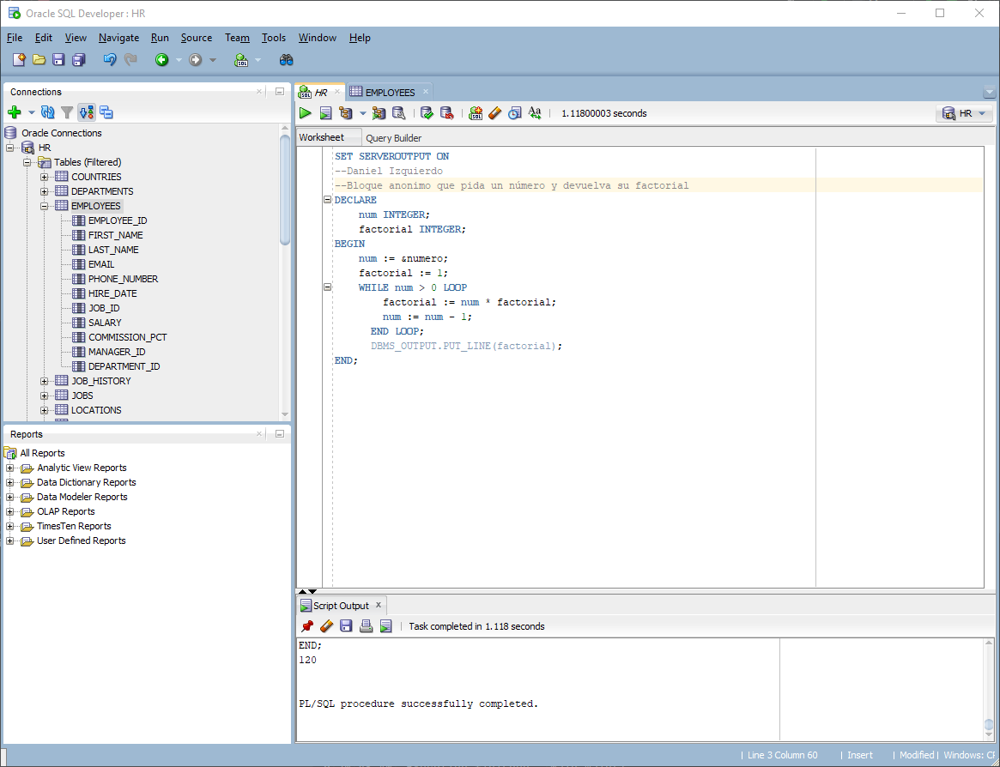 Oracle SQL Developer : HR
File Edit View Navigate Run Source Team Tools Window Help
Connections
Oracle Connections
HR
Tables (Filtered)
COUNTRIES
DEPARTMENTS
EMPLOYEES
EMPLOYEE_ID
FIRST_NAME
LAST_NAME
EMAIL
PHONE_NUMBER
HIRE_DATE
JOB_ID
SALARY
COMMISSION_PCT
MANAGER_ID
DEPARTMENT_ID
JOB_HISTORY
JOBS
LOCATIONS
Reports
All Reports
Analytic View Reports
Data Dictionary Reports
Data Modeler Reports
OLAP Reports
TimesTen Reports
User Defined Reports
HR EMPLOYEES
1.11800003 seconds HR
Worksheet Query Builder
SET SERVEROUTPUT ON
--Daniel Izquierdo
--Bloque anonimo que pida un número y devuelva su factorial
DECLARE
num INTEGER;
factorial INTEGER;
BEGIN
num := &numero;
factorial := 1;
WHILE num > 0 LOOP
factorial := num * factorial;
num := num - 1;
END LOOP;
DBMS_OUTPUT.PUT_LINE(factorial);
END;
Script Output
Task completed in 1.118 seconds
END;
120
PL/SQL procedure successfully completed.
| Line 3 Column 60 | Insert | Modified | Windows: